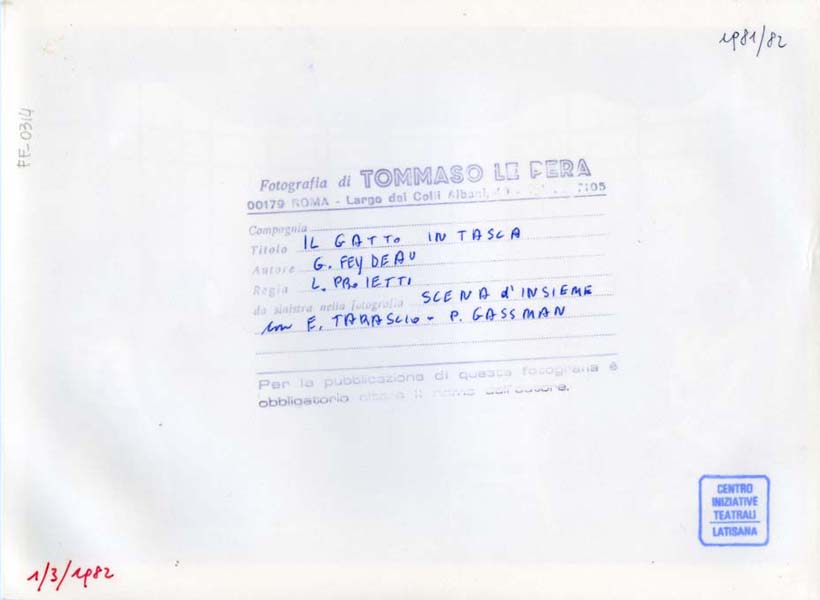 1981/82
FF-0314
Fotografia di TOMMASO LE PERA
00179 ROMA - Largo dei Colli Albani, 7105
Compagnia
Titolo IL GATTO IN TASCA
Autore G. FEYDEAU
Regia L. PROIETTI
da sinistra nella fotografia SCENA d'INSIEME
con E. TARASCIO - P. GASSMAN
Per la pubblicazione di questa fotografia è
obbligatorio citare il nome dell'autore.
CENTRO
INIZIATIVE
TEATRALI
LATISANA
1/3/1982